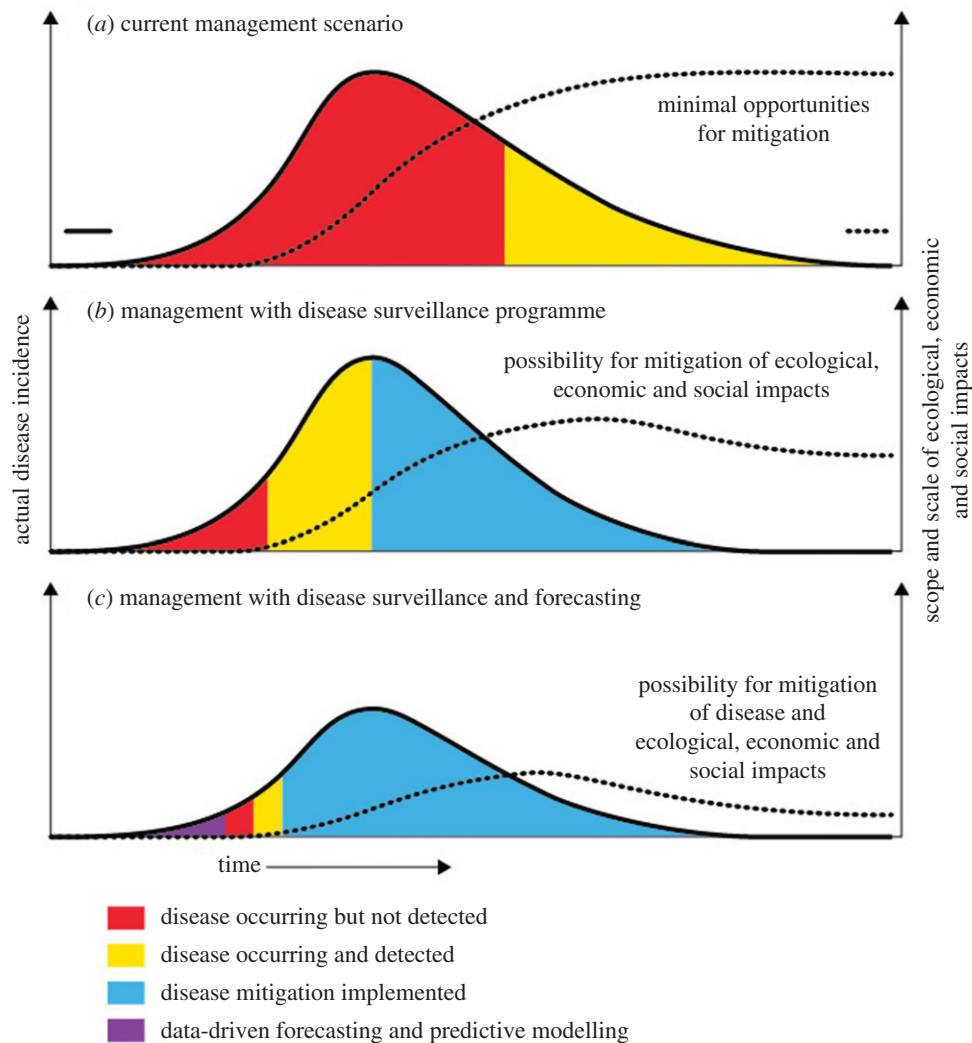 (a) current management scenario
minimal opportunities
for mitigation
(b) management with disease surveillance programme
possibility for mitigation of ecological,
economic and social impacts
actual disease incidence
scope and scale of ecological, economic
and social impacts
(c) management with disease surveillance and forecasting
possibility for mitigation
of disease and
ecological, economic and
social impacts
time
disease occurring but not detected
disease occurring and detected
disease mitigation implemented
data-driven forecasting and predictive modelling